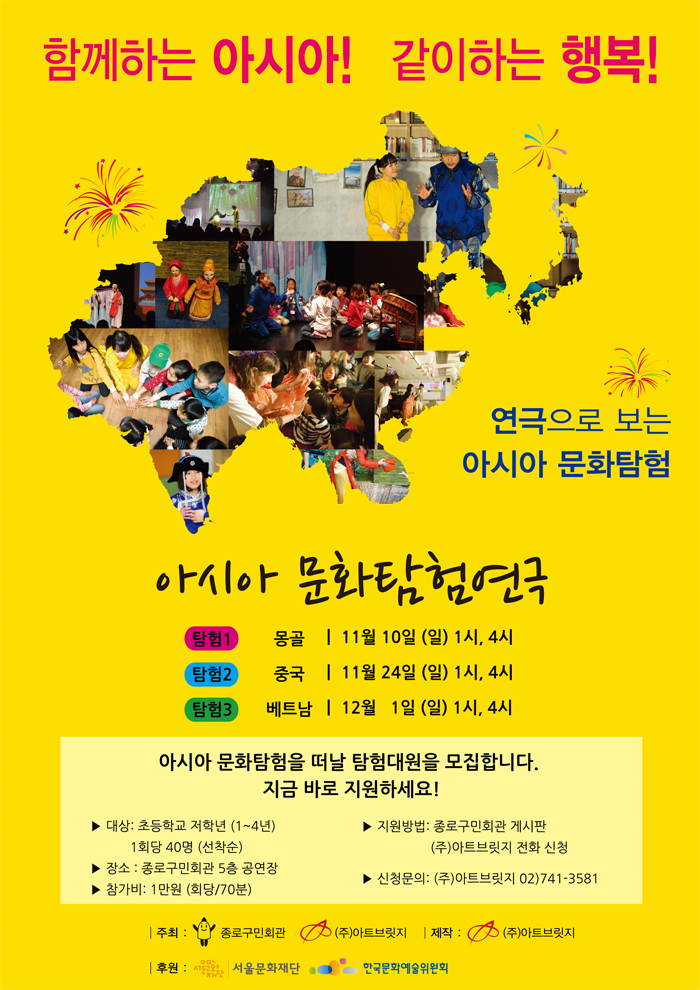 함께하는 아시아! 같이하는 행복!
연극으로 보는
아시아 문화탐험
아시아 문화탐험연극
탐험1 몽골 | 11월 10일 (일) 1시, 4시
탐험2 중국 | 11월 24일 (일) 1시, 4시
탐험3 베트남 | 12월 1일 (일) 1시, 4시
아시아 문화탐험을 떠날 탐험대원을 모집합니다.
지금 바로 지원하세요!
▶ 대상: 초등학교 저학년 (1~4년)
1회당 40명 (선착순)
▶ 장소 : 종로구민회관 5층 공연장
▶ 참가비: 1만원 (회당/70분)
▶ 지원방법: 종로구민회관 게시판
(주)아트브릿지 전화 신청
▶ 신청문의: (주)아트브릿지 02)741-3581
| 주최 : 종로구민회관 (주)아트브릿지 | 제작 : (주)아트브릿지
| 후원 : 서울문화재단 | 서울문화재단 한국문화예술위원회